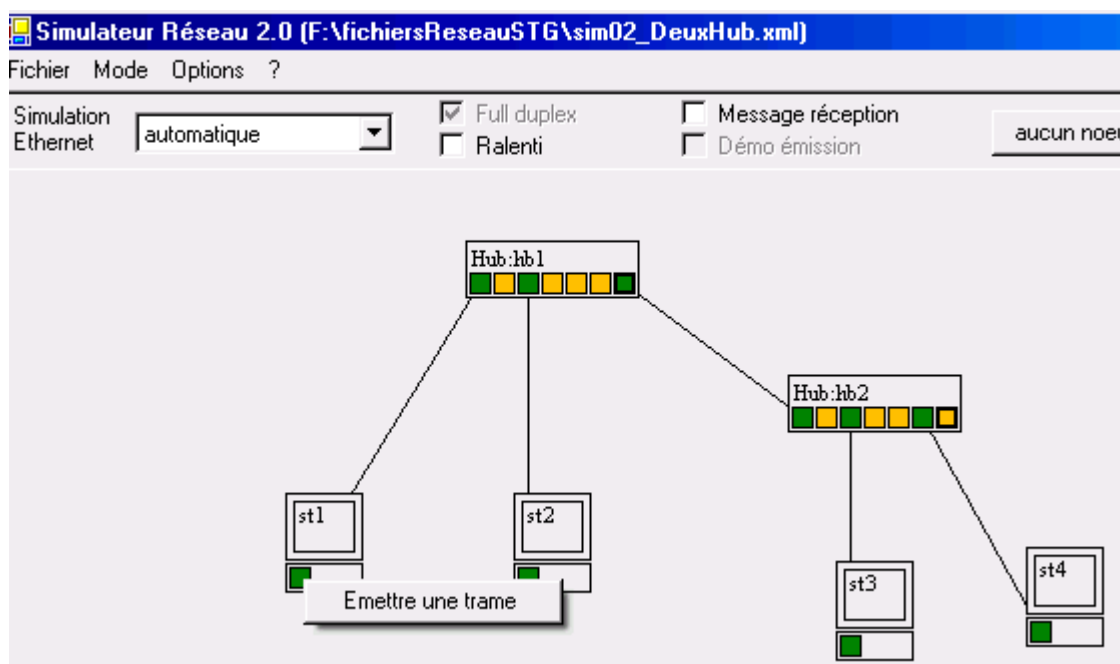 Simulateur Réseau 2.0 (F:\fichiersReseauSTG\sim02_DeuxHub.xml)
Fichier Mode Options ?
Simulation Ethernet
automatique
Full duplex
Ralenti
Message réception
Démo émission
aucun noeu
Hub:hb1
Hub:hb2
st1
st2
st3
st4
Emettre une trame